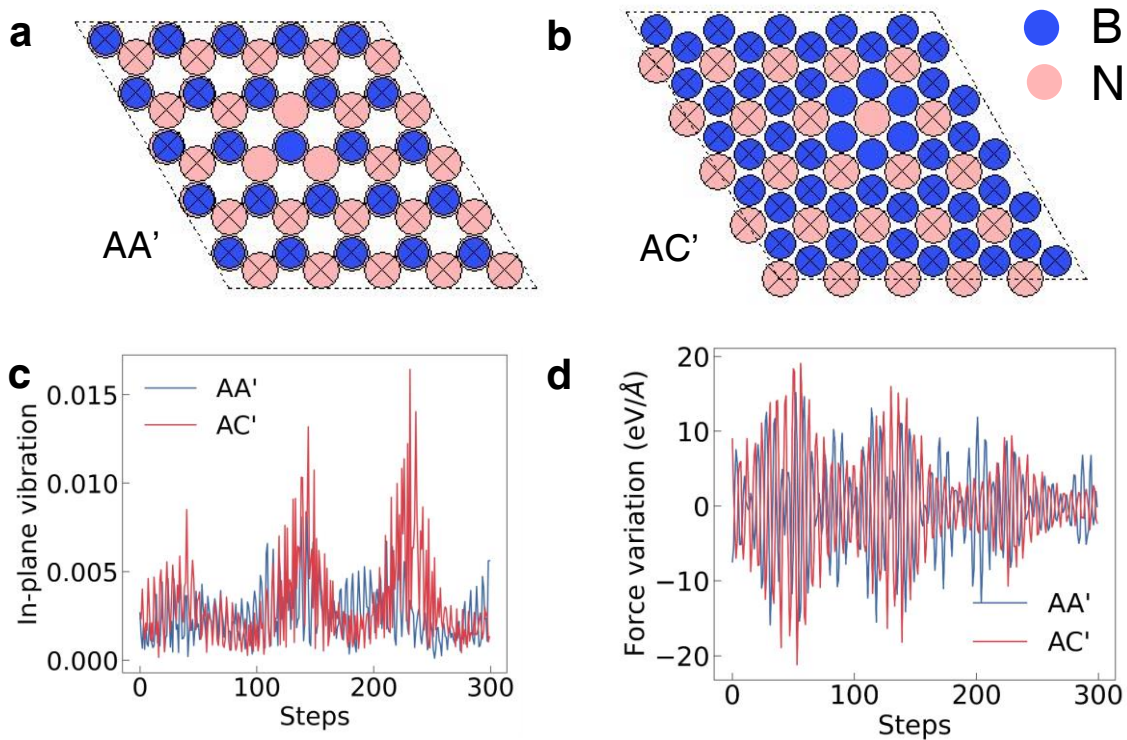 a
AA'
b
AC'
B
N
c
In-plane vibration
0.015
0.010
0.005
0.000
AA'
AC'
0
100
200
300
Steps
d
Force variation (eV/Å)
20
10
0
−10
−20
AA'
AC'
0
100
200
300
Steps